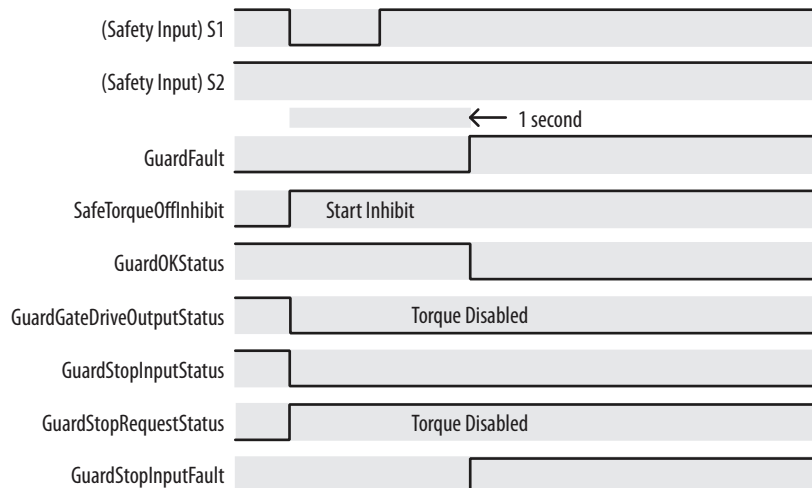 (Safety Input) S1
(Safety Input) S2
1 second
GuardFault
SafeTorqueOffInhibit
Start Inhibit
GuardOKStatus
GuardGateDriveOutputStatus
Torque Disabled
GuardStopInputStatus
GuardStopRequestStatus
Torque Disabled
GuardStopInputFault